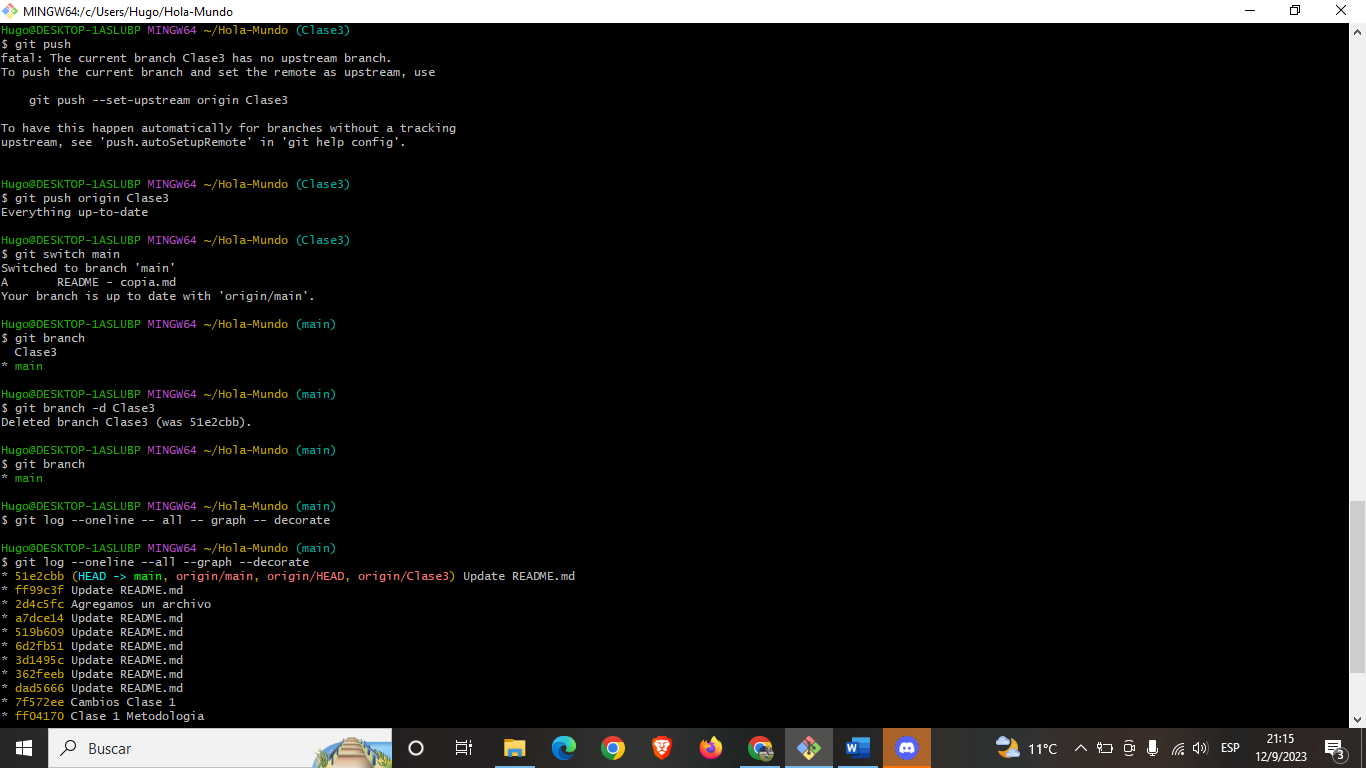 MINGW64:/c/Users/Hugo/Hola-Mundo
Hugo@DESKTOP-1ASLUBP MINGW64 ~/Hola-Mundo (Clase3)
$ git push
fatal: The current branch Clase3 has no upstream branch.
To push the current branch and set the remote as upstream, use
git push --set-upstream origin Clase3
To have this happen automatically for branches without a tracking
upstream, see 'push.autoSetupRemote' in 'git help config'.
Hugo@DESKTOP-1ASLUBP MINGW64 ~/Hola-Mundo (Clase3)
$ git push origin Clase3
Everything up-to-date
Hugo@DESKTOP-1ASLUBP MINGW64 ~/Hola-Mundo (Clase3)
$ git switch main
Switched to branch 'main'
A       README - copia.md
Your branch is up to date with 'origin/main'.
Hugo@DESKTOP-1ASLUBP MINGW64 ~/Hola-Mundo (main)
$ git branch
Clase3
* main
Hugo@DESKTOP-1ASLUBP MINGW64 ~/Hola-Mundo (main)
$ git branch -d Clase3
Deleted branch Clase3 (was 51e2cbb).
Hugo@DESKTOP-1ASLUBP MINGW64 ~/Hola-Mundo (main)
$ git branch
* main
Hugo@DESKTOP-1ASLUBP MINGW64 ~/Hola-Mundo (main)
$ git log --oneline -- all -- graph -- decorate
Hugo@DESKTOP-1ASLUBP MINGW64 ~/Hola-Mundo (main)
$ git log --oneline --all --graph --decorate
* 51e2cbb (HEAD -> main, origin/main, origin/HEAD, origin/Clase3) Update README.md
* ff99c3f Update README.md
* 2d4c5fc Agregamos un archivo
* a7dce14 Update README.md
* 519b609 Update README.md
* 6d2fb51 Update README.md
* 3d1495c Update README.md
* 362feeb Update README.md
* dad5666 Update README.md
* 7f572ee Cambios Clase 1
* ff04170 Clase 1 Metodologia
Buscar
11°C
ESP
21:15
12/9/2023
3